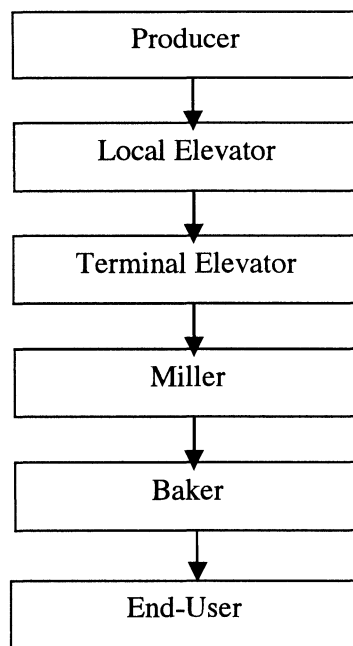 Producer
Local Elevator
Terminal Elevator
Miller
Baker
End-User